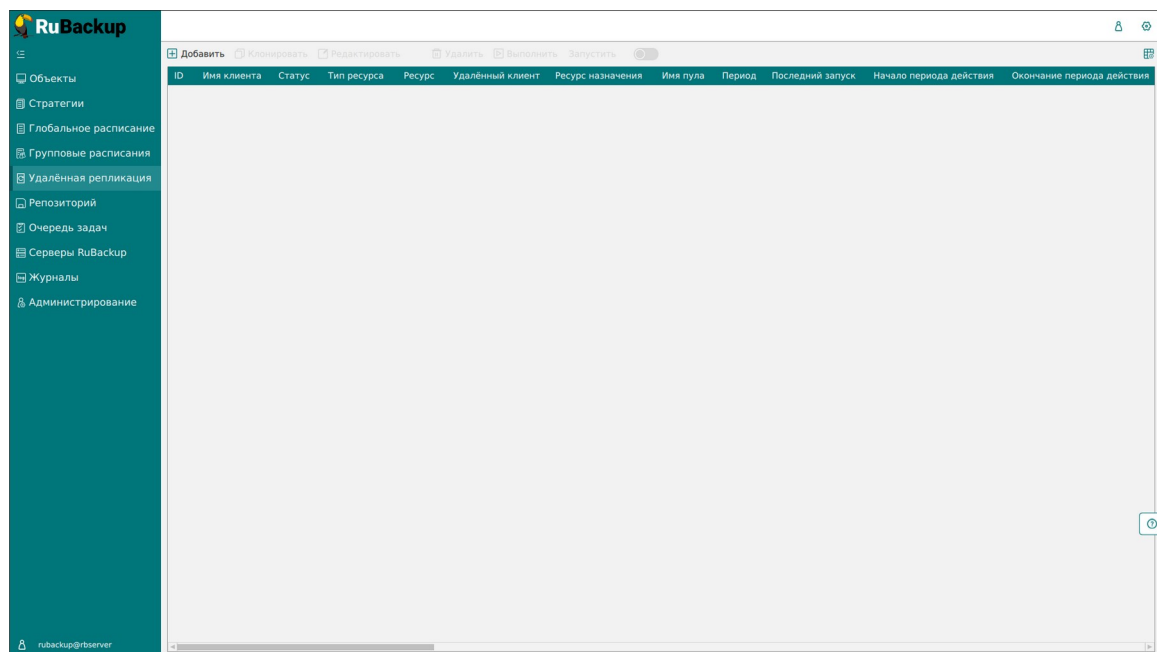 RuBackup
Добавить Клонировать Редактировать Удалить Выполнить Запустить
ID Имя клиента Статус Тип ресурса Ресурс Удалённый клиент Ресурс назначения Имя пула Период Последний запуск Начало периода действия Окончание периода действия
Объекты
Стратегии
Глобальное расписание
Групповые расписания
Удалённая репликация
Репозиторий
Очередь задач
Серверы RuBackup
Журналы
Администрирование
rubackup@rbserver